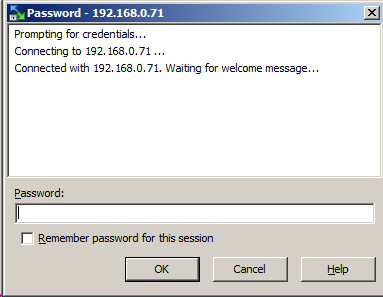 Password - 192.168.0.71
Prompting for credentials...
Connecting to 192.168.0.71 ...
Connected with 192.168.0.71. Waiting for welcome message...
Password:
Remember password for this session
OK Cancel Help